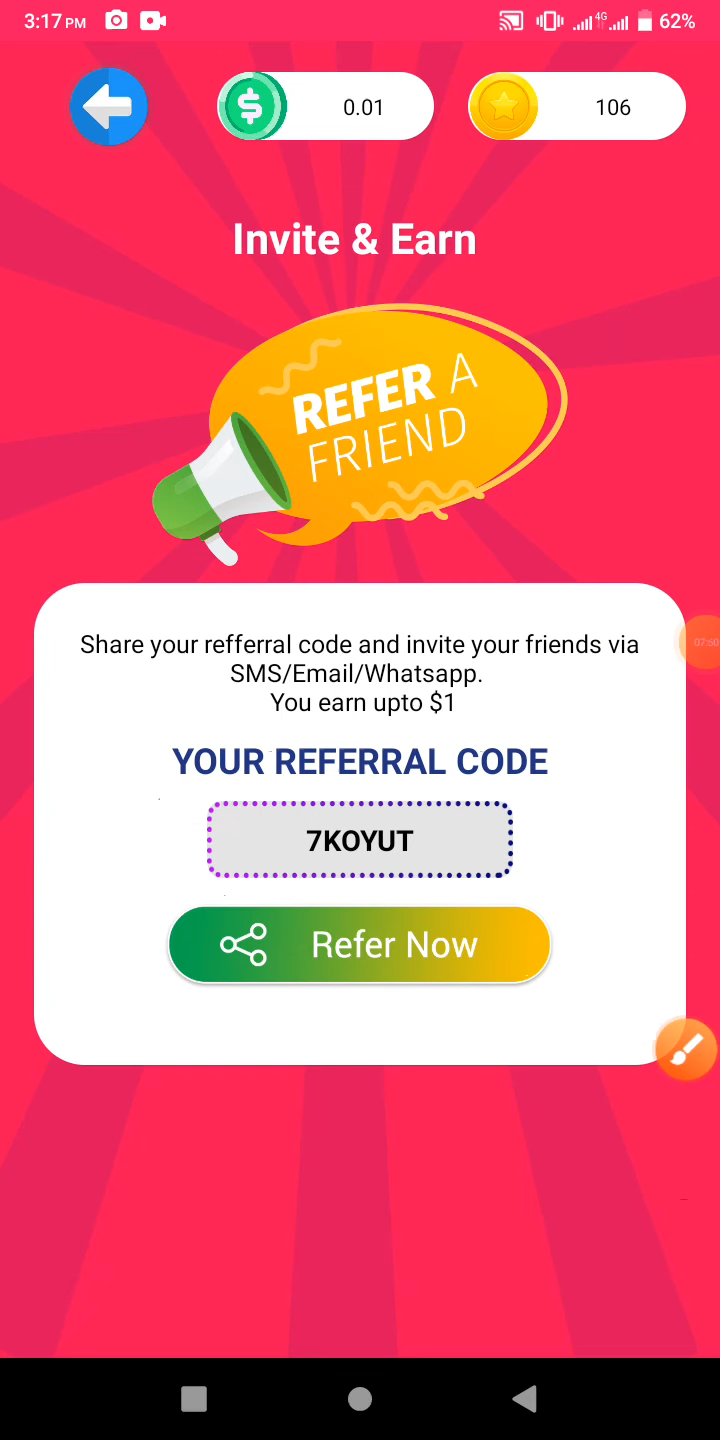 3:17 PM
4G
62%
$
0.01
106
Invite & Earn
REFER A
FRIEND
Share your refferral code and invite your friends via
SMS/Email/Whatsapp.
You earn upto $1
YOUR REFERRAL CODE
7KOYUT
Refer Now